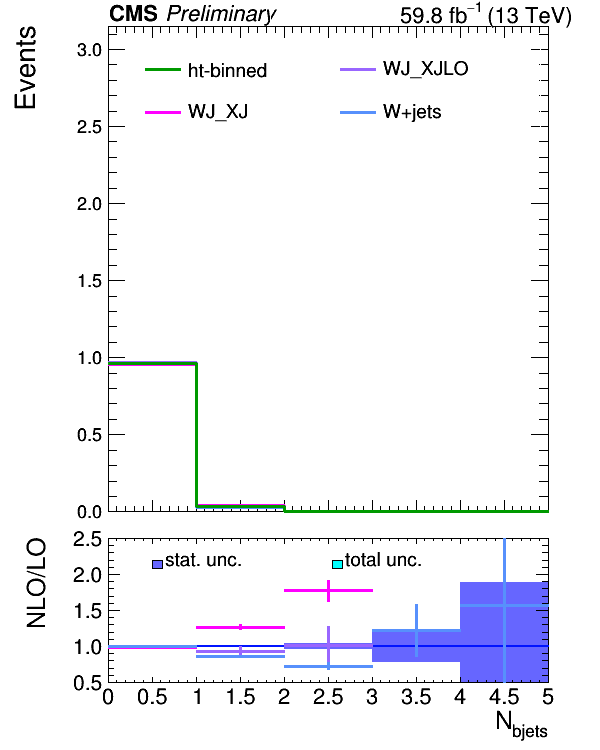 CMS Preliminary 59.8 fb⁻¹ (13 TeV)
Events
3.0
2.5
2.0
1.5
1.0
0.5
0.0
ht-binned
WJ_XJLO
WJ_XJ
W+jets
NLO/LO
2.5
2.0
1.5
1.0
0.5
stat. unc.
total unc.
0 0.5 1 1.5 2 2.5 3 3.5 4 4.5 5
N_bjets